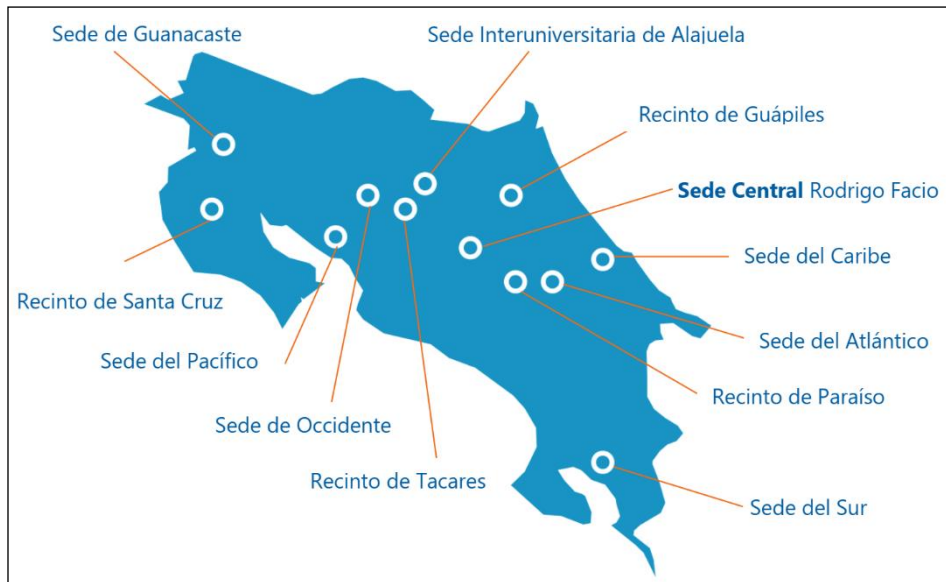 Sede de Guanacaste
Sede Interuniversitaria de Alajuela
Recinto de Guápiles
Sede Central Rodrigo Facio
Sede del Caribe
Recinto de Santa Cruz
Sede del Atlántico
Sede del Pacífico
Recinto de Paraíso
Sede de Occidente
Recinto de Tacares
Sede del Sur